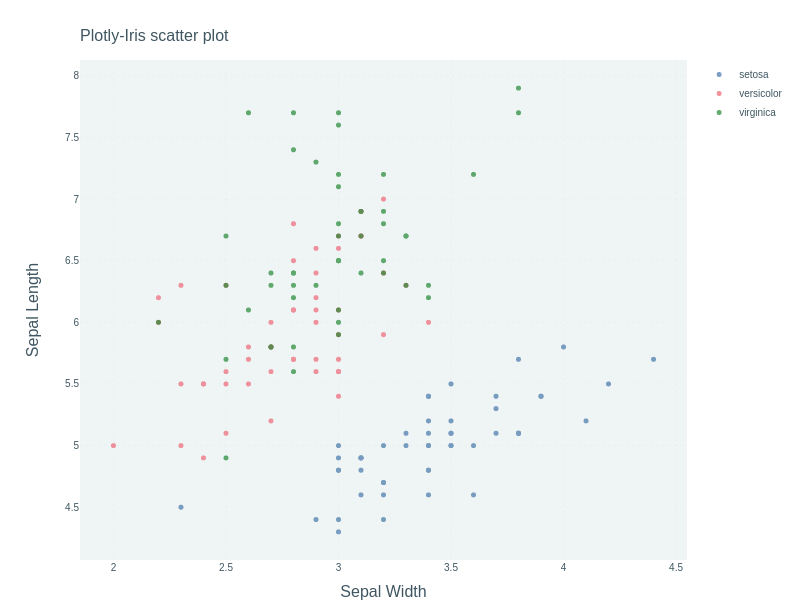 Plotly-Iris scatter plot
setosa
versicolor
virginica
8
7.5
7
6.5
6
5.5
5
4.5
Sepal Length
2
2.5
3
3.5
4
4.5
Sepal Width